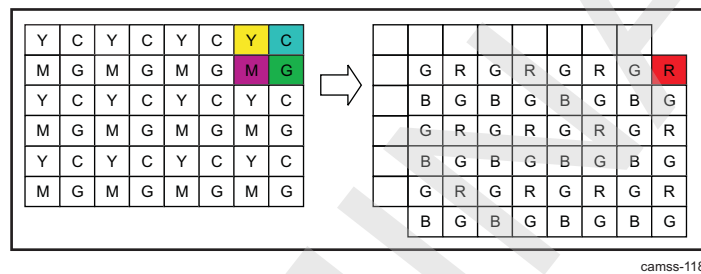 Y C Y C Y C Y C
M G M G M G M G G R G R G R G R
Y C Y C Y C Y C B G B G B G B G
M G M G M G M G G R G R G R G R
Y C Y C Y C Y C B G B G B G B G
M G M G M G M G G R G R G R G R
B G B G B G B G
camss-118